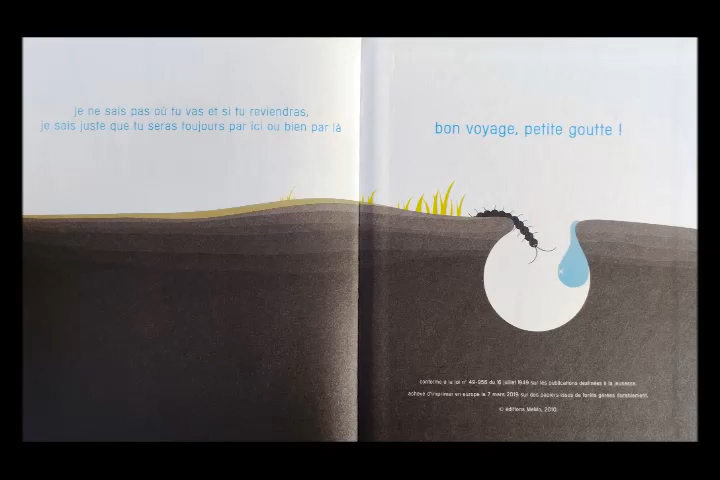 je ne sais pas où tu vas et si tu reviendras,
je sais juste que tu seras toujours par ici ou bien par là
bon voyage, petite goutte !
conforme à la loi n° 49-956 du 16 juillet 1949 sur les publications destinées à la jeunesse.
achevé d'imprimer en europe le 7 mars 2019 sur des papiers issus de forêts gérées durablement.
© éditions